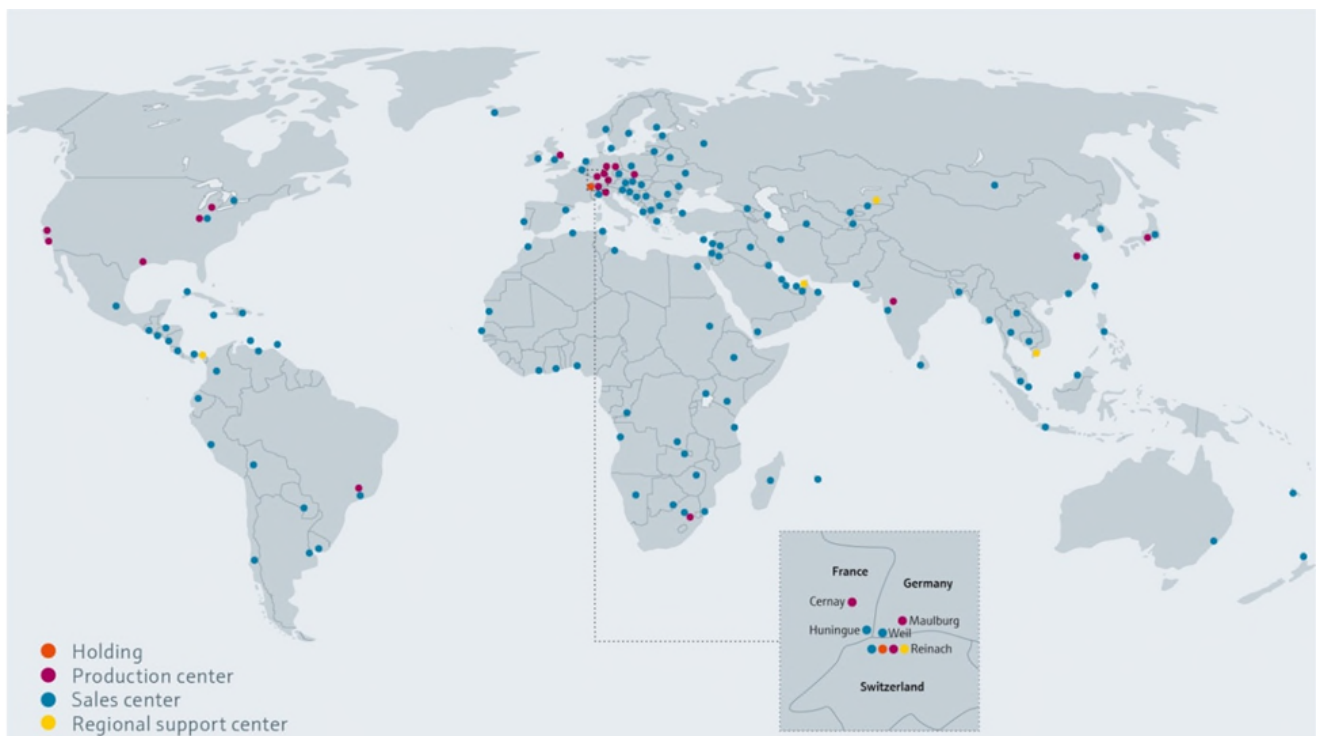 France
Germany
Cernay
Maulburg
Huningue
Weil
Reinach
Switzerland
Holding
Production center
Sales center
Regional support center